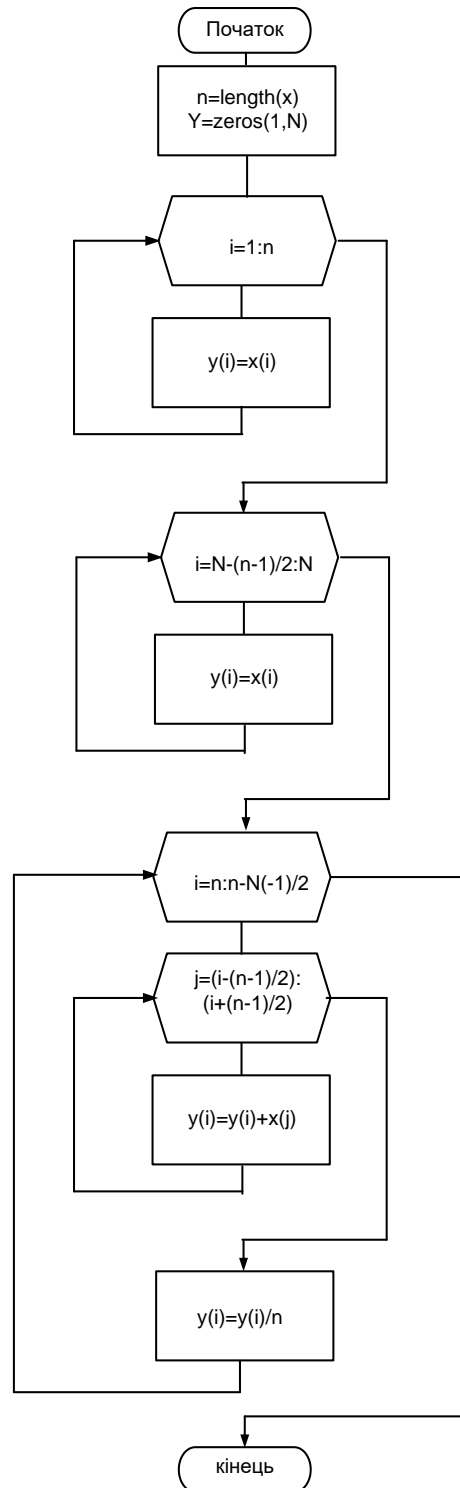 Початок
n=length(x)
Y=zeros(1,N)
i=1:n
y(i)=x(i)
i=N-(n-1)/2:N
y(i)=x(i)
i=n:n-N(-1)/2
j=(i-(n-1)/2):
(i+(n-1)/2)
y(i)=y(i)+x(j)
y(i)=y(i)/n
кінець